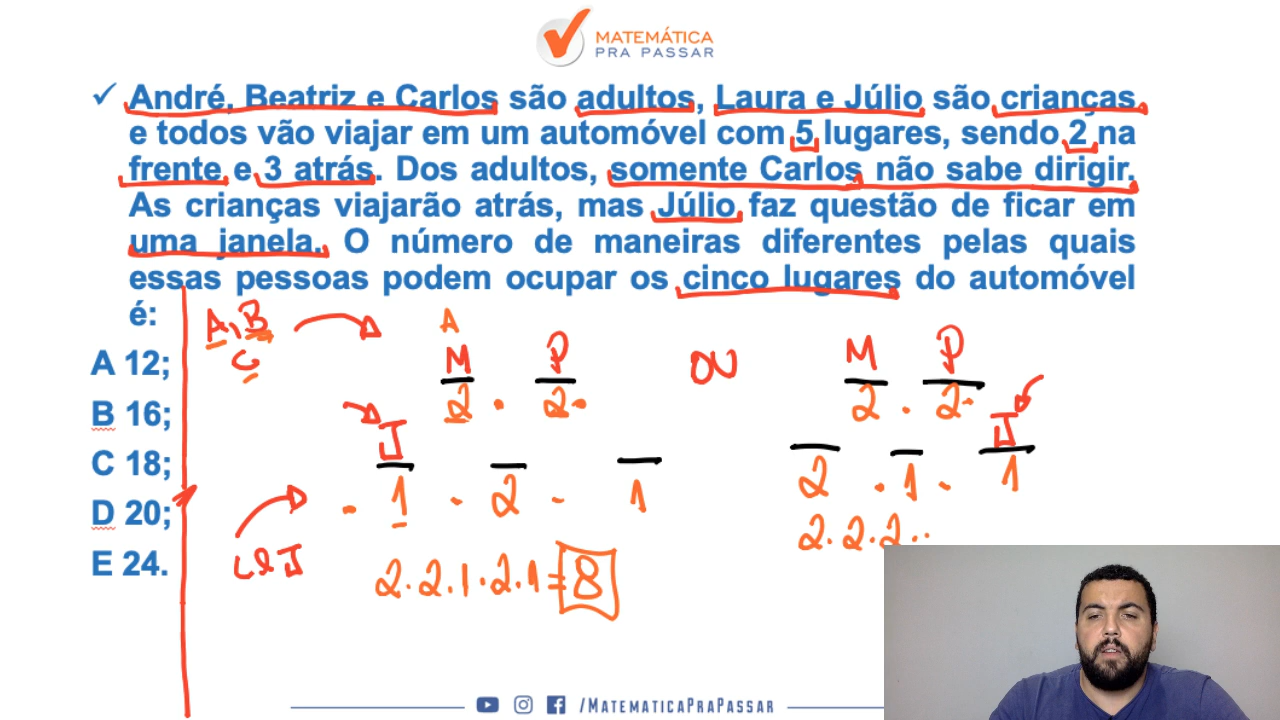 MATEMÁTICA
PRA PASSAR
✓ André, Beatriz e Carlos são adultos, Laura e Júlio são crianças
e todos vão viajar em um automóvel com 5 lugares, sendo 2 na
frente e 3 atrás. Dos adultos, somente Carlos não sabe dirigir.
As crianças viajarão atrás, mas Júlio faz questão de ficar em
uma janela. O número de maneiras diferentes pelas quais
essas pessoas podem ocupar os cinco lugares do automóvel
é:
A 12;
B 16;
C 18;
D 20;
E 24.
A, B
C
A
M P
2 . 2 .
J
. 1 . 2 . 1
L e J
2.2.1.2.1=8
OU
M P
2 . 2 .
J
2 . 1 . 1
2.2.2..
/MATEMATICAPRAPASSAR